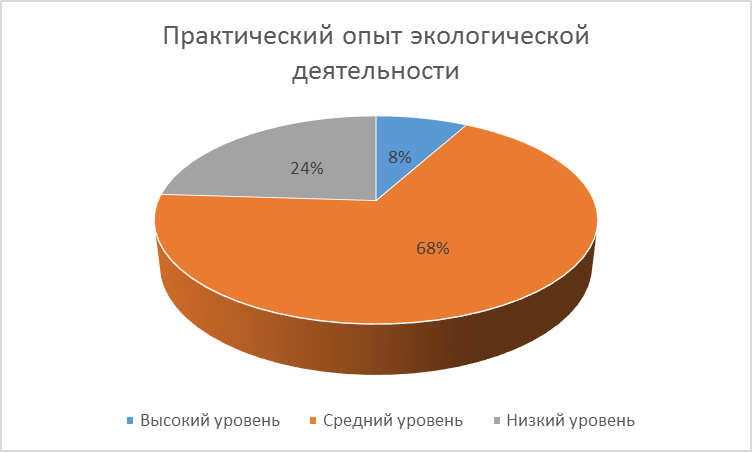 Практический опыт экологической
деятельности
8%
24%
68%
Высокий уровень
Средний уровень
Низкий уровень